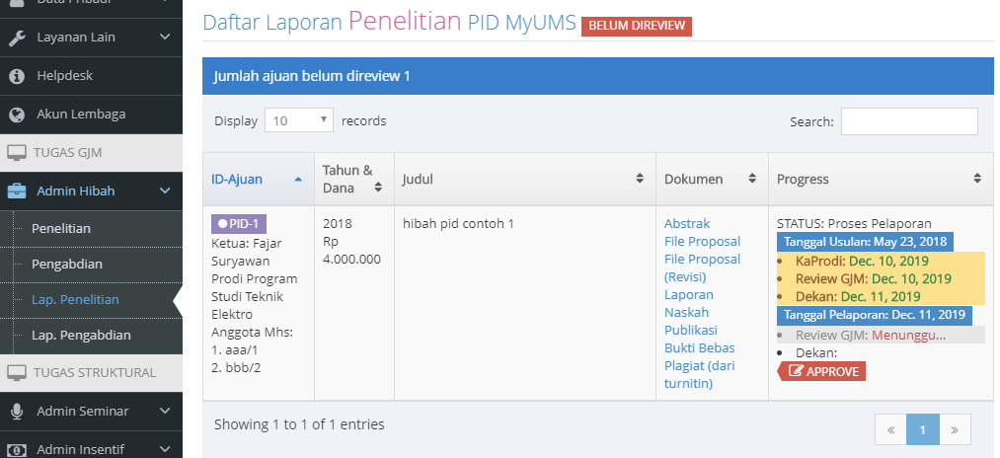 Data Pribadi
Layanan Lain
Helpdesk
Akun Lembaga
TUGAS GJM
Admin Hibah
Penelitian
Pengabdian
Lap. Penelitian
Lap. Pengabdian
TUGAS STRUKTURAL
Admin Seminar
Admin Insentif
Daftar Laporan Penelitian PID MyUMS BELUM DIREVIEW
Jumlah ajuan belum direview 1
Display 10 records
Search:
ID-Ajuan
Tahun &
Dana
Judul
Dokumen
Progress
PID-1
Ketua: Fajar
Suryawan
Prodi Program
Studi Teknik
Elektro
Anggota Mhs:
1. aaa/1
2. bbb/2
2018
Rp
4.000.000
hibah pid contoh 1
Abstrak
File Proposal
File Proposal
(Revisi)
Laporan
Naskah
Publikasi
Bukti Bebas
Plagiat (dari
turnitin)
STATUS: Proses Pelaporan
Tanggal Usulan: May 23, 2018
• KaProdi: Dec. 10, 2019
• Review GJM: Dec. 10, 2019
• Dekan: Dec. 11, 2019
Tanggal Pelaporan: Dec. 11, 2019
• Review GJM: Menunggu...
• Dekan:
APPROVE
Showing 1 to 1 of 1 entries
« 1 »